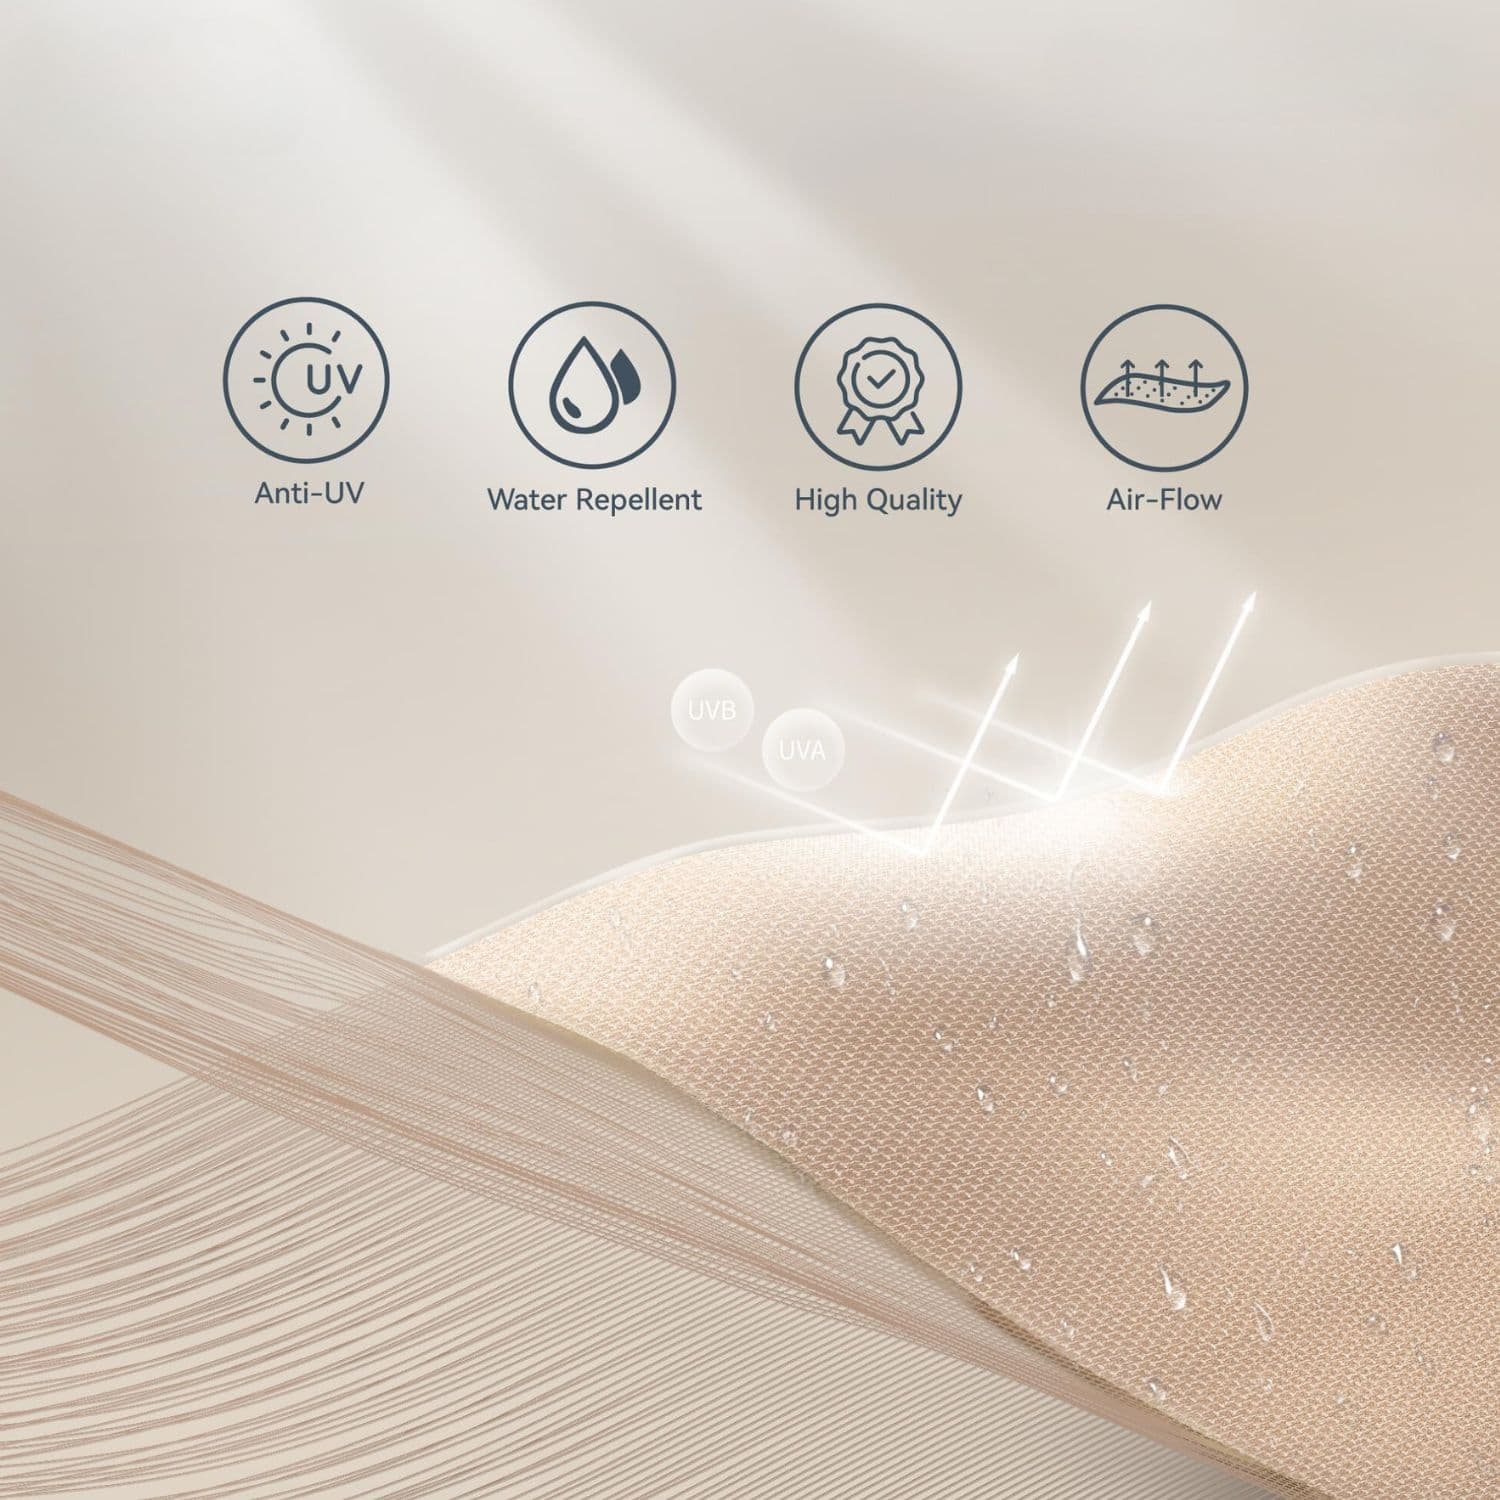 UV
Anti-UV
Water Repellent
High Quality
Air-Flow
UVB
UVA